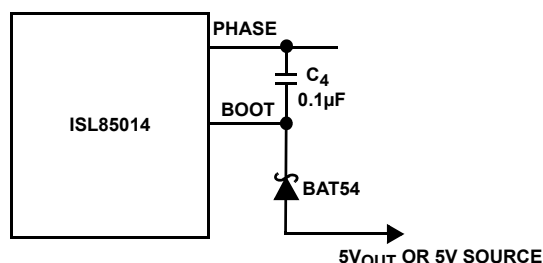 PHASE
C4
0.1µF
BOOT
ISL85014
BAT54
5VOUT OR 5V SOURCE